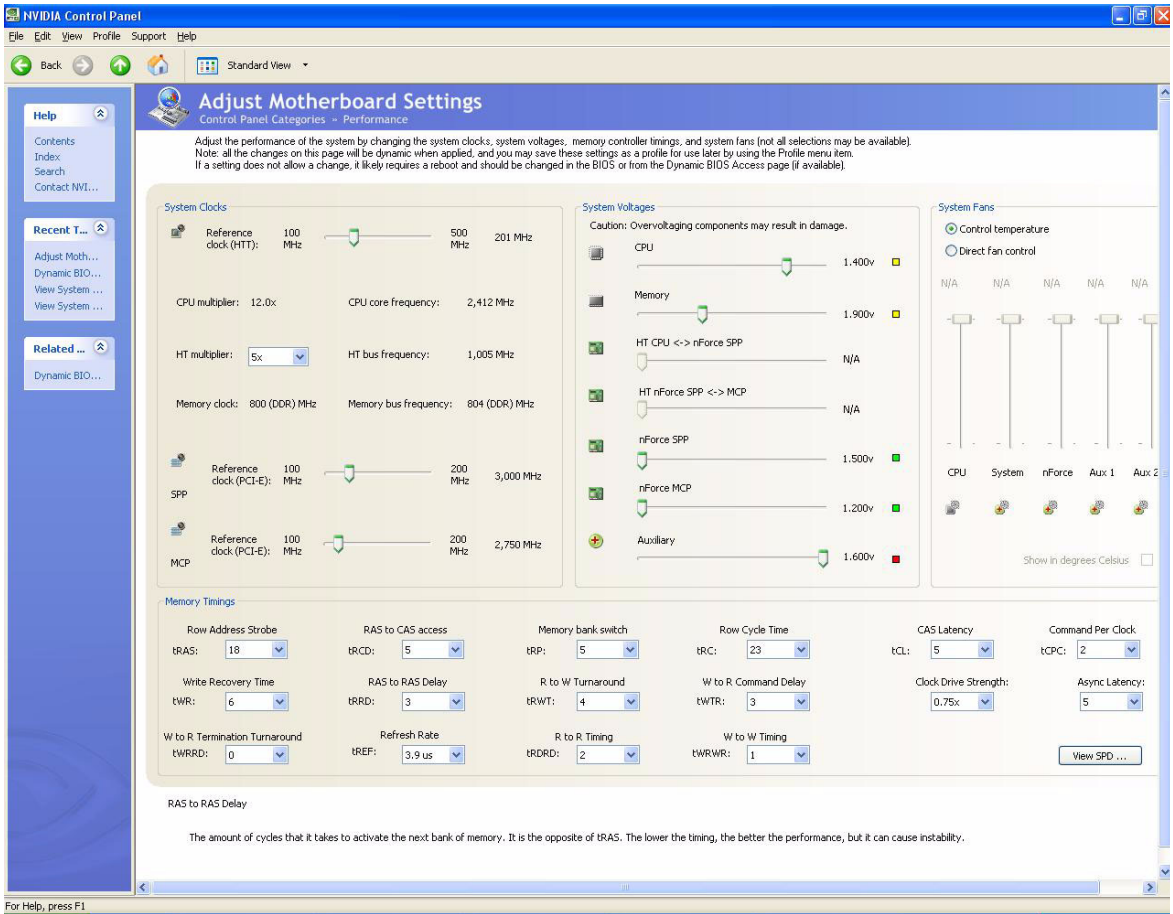 NVIDIA Control Panel
File Edit View Profile Support Help
Back Standard View
Help
Contents
Index
Search
Contact NVI...
Recent T...
Adjust Moth...
Dynamic BIO...
View System ...
View System ...
Related ...
Dynamic BIO...
Adjust Motherboard Settings
Control Panel Categories - Performance
Adjust the performance of the system by changing the system clocks, system voltages, memory controller timings, and system fans (not all selections may be available).
Note: all the changes on this page will be dynamic when applied, and you may save these settings as a profile for use later by using the Profile menu item.
If a setting does not allow a change, it likely requires a reboot and should be changed in the BIOS or from the Dynamic BIOS Access page (if available).
System Clocks
Reference clock (HTT): 100 MHz 500 MHz 201 MHz
CPU multiplier: 12.0x CPU core frequency: 2,412 MHz
HT multiplier: 5x HT bus frequency: 1,005 MHz
Memory clock: 800 (DDR) MHz Memory bus frequency: 804 (DDR) MHz
SPP Reference clock (PCI-E): 100 MHz 200 MHz 3,000 MHz
MCP Reference clock (PCI-E): 100 MHz 200 MHz 2,750 MHz
System Voltages
Caution: Overvoltaging components may result in damage.
CPU
1.400v
Memory
1.900v
HT CPU <-> nForce SPP
N/A
HT nForce SPP <-> MCP
N/A
nForce SPP
1.500v
nForce MCP
1.200v
Auxiliary
1.600v
System Fans
Control temperature
Direct fan control
N/A N/A N/A N/A N/A
CPU System nForce Aux 1 Aux 2
Show in degrees Celsius
Memory Timings
Row Address Strobe RAS to CAS access Memory bank switch Row Cycle Time CAS Latency Command Per Clock
tRAS: 18 tRCD: 5 tRP: 5 tRC: 23 tCL: 5 tCPC: 2
Write Recovery Time RAS to RAS Delay R to W Turnaround W to R Command Delay Clock Drive Strength: Async Latency:
tWR: 6 tRRD: 3 tRWT: 4 tWTR: 3 0.75x 5
W to R Termination Turnaround Refresh Rate R to R Timing W to W Timing
tWRRD: 0 tREF: 3.9 us tRDRD: 2 tWRWR: 1 View SPD ...
RAS to RAS Delay
The amount of cycles that it takes to activate the next bank of memory. It is the opposite of tRAS. The lower the timing, the better the performance, but it can cause instability.
For Help, press F1